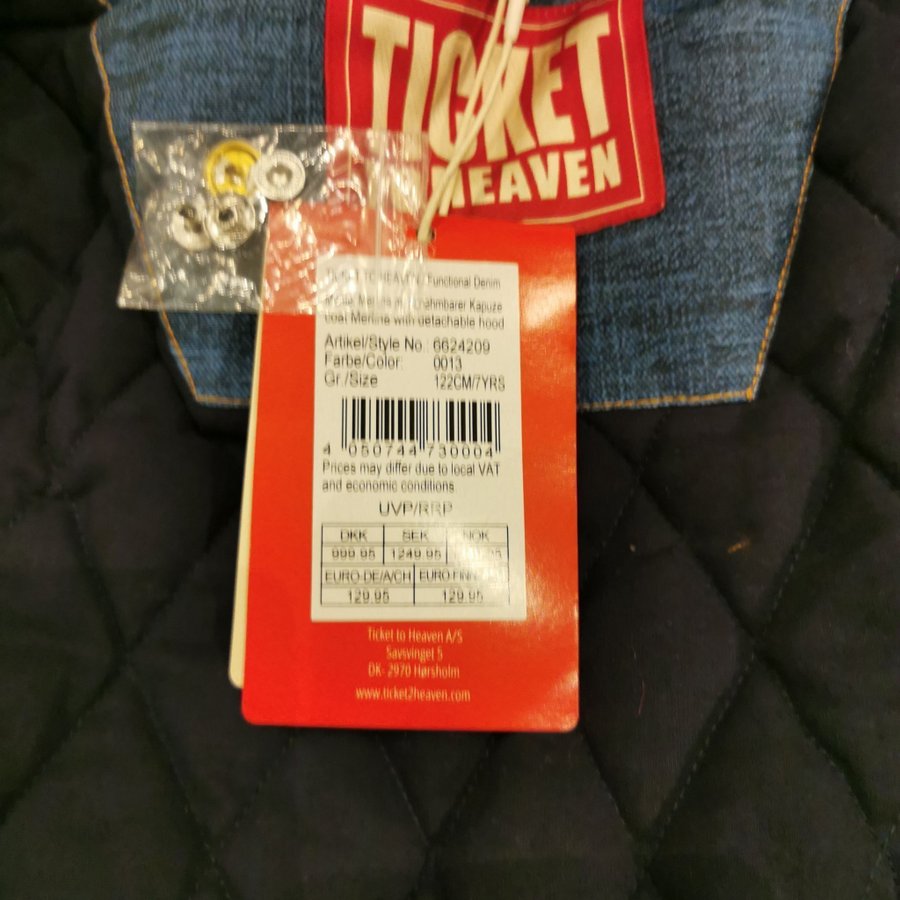 TICKET
HEAVEN
Functional Denim
Kapuze
coat Merline with detachable hood
Artikel/Style No.: 6624209
Farbe/Color: 0013
Gr./Size 122CM/7YRS
4 050744 730004
Prices may differ due to local VAT
and economic conditions.
UVP/RRP
DKK SEK NOK
999.95 1249.95
EURO-DE/A/CH
129.95 129.95
Ticket to Heaven A/S
Savsvinget 5
DK- 2970 Hørsholm
www.ticket2heaven.com